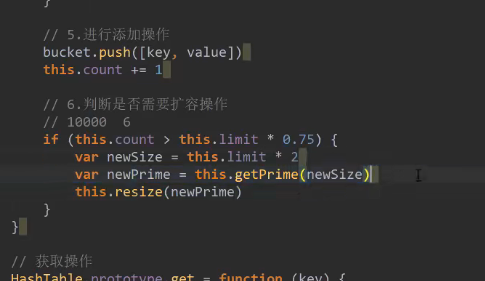 }
// 5.进行添加操作
bucket.push([key, value])
this.count += 1
// 6.判断是否需要扩容操作
// 10000  6
if (this.count > this.limit * 0.75) {
var newSize = this.limit * 2
var newPrime = this.getPrime(newSize)
this.resize(newPrime)
}
}
// 获取操作
HashTable.prototype.get = function (key) {